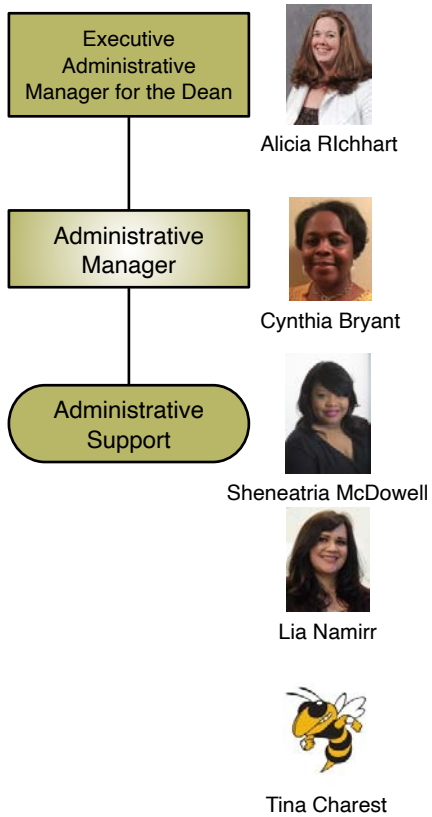 Executive
Administrative
Manager for the Dean
Alicia RIchhart
Administrative
Manager
Cynthia Bryant
Administrative
Support
Sheneatria McDowell
Lia Namirr
Tina Charest